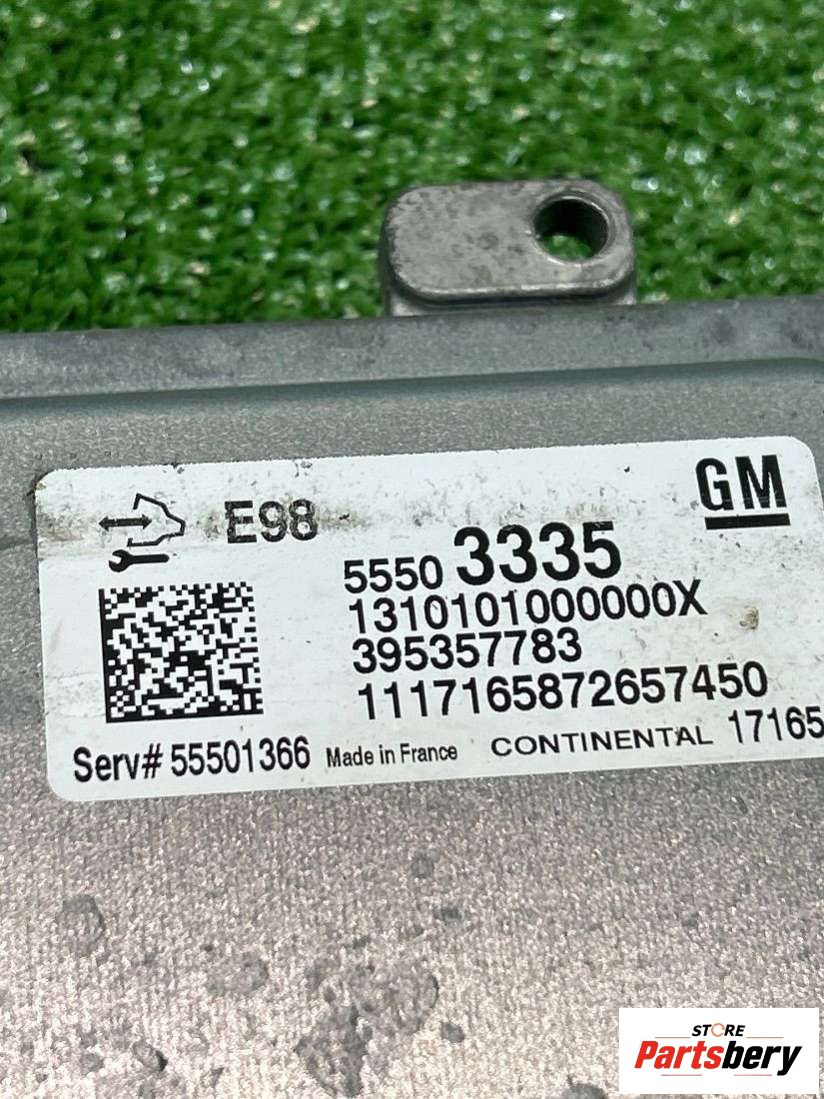 E98
GM
5550 3335
1310101000000X
395357783
1117165872657450
Serv# 55501366 Made in France CONTINENTAL 17165
STORE
Partsbery